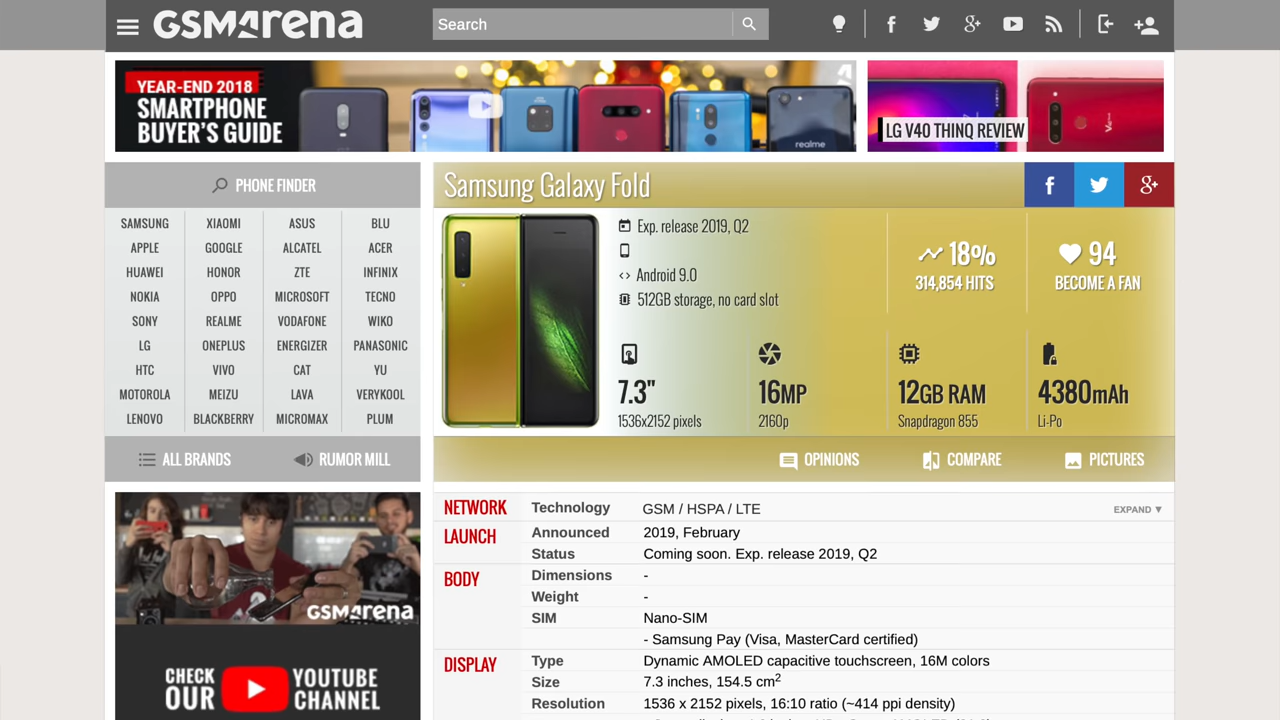 GSMArena
Search
YEAR-END 2018
SMARTPHONE
BUYER'S GUIDE
realme
LG V40 THINQ REVIEW
PHONE FINDER
SAMSUNG XIAOMI ASUS BLU
APPLE GOOGLE ALCATEL ACER
HUAWEI HONOR ZTE INFINIX
NOKIA OPPO MICROSOFT TECNO
SONY REALME VODAFONE WIKO
LG ONEPLUS ENERGIZER PANASONIC
HTC VIVO CAT YU
MOTOROLA MEIZU LAVA VERYKOOL
LENOVO BLACKBERRY MICROMAX PLUM
ALL BRANDS RUMOR MILL
GSMArena
CHECK OUR YOUTUBE CHANNEL
Samsung Galaxy Fold
Exp. release 2019, Q2
Android 9.0
512GB storage, no card slot
18%
314,854 HITS
94
BECOME A FAN
7.3"
1536x2152 pixels
16MP
2160p
12GB RAM
Snapdragon 855
4380mAh
Li-Po
OPINIONS COMPARE PICTURES
NETWORK Technology GSM / HSPA / LTE EXPAND ▼
LAUNCH Announced 2019, February
Status Coming soon. Exp. release 2019, Q2
BODY Dimensions -
Weight -
SIM Nano-SIM
- Samsung Pay (Visa, MasterCard certified)
DISPLAY Type Dynamic AMOLED capacitive touchscreen, 16M colors
Size 7.3 inches, 154.5 cm2
Resolution 1536 x 2152 pixels, 16:10 ratio (~414 ppi density)